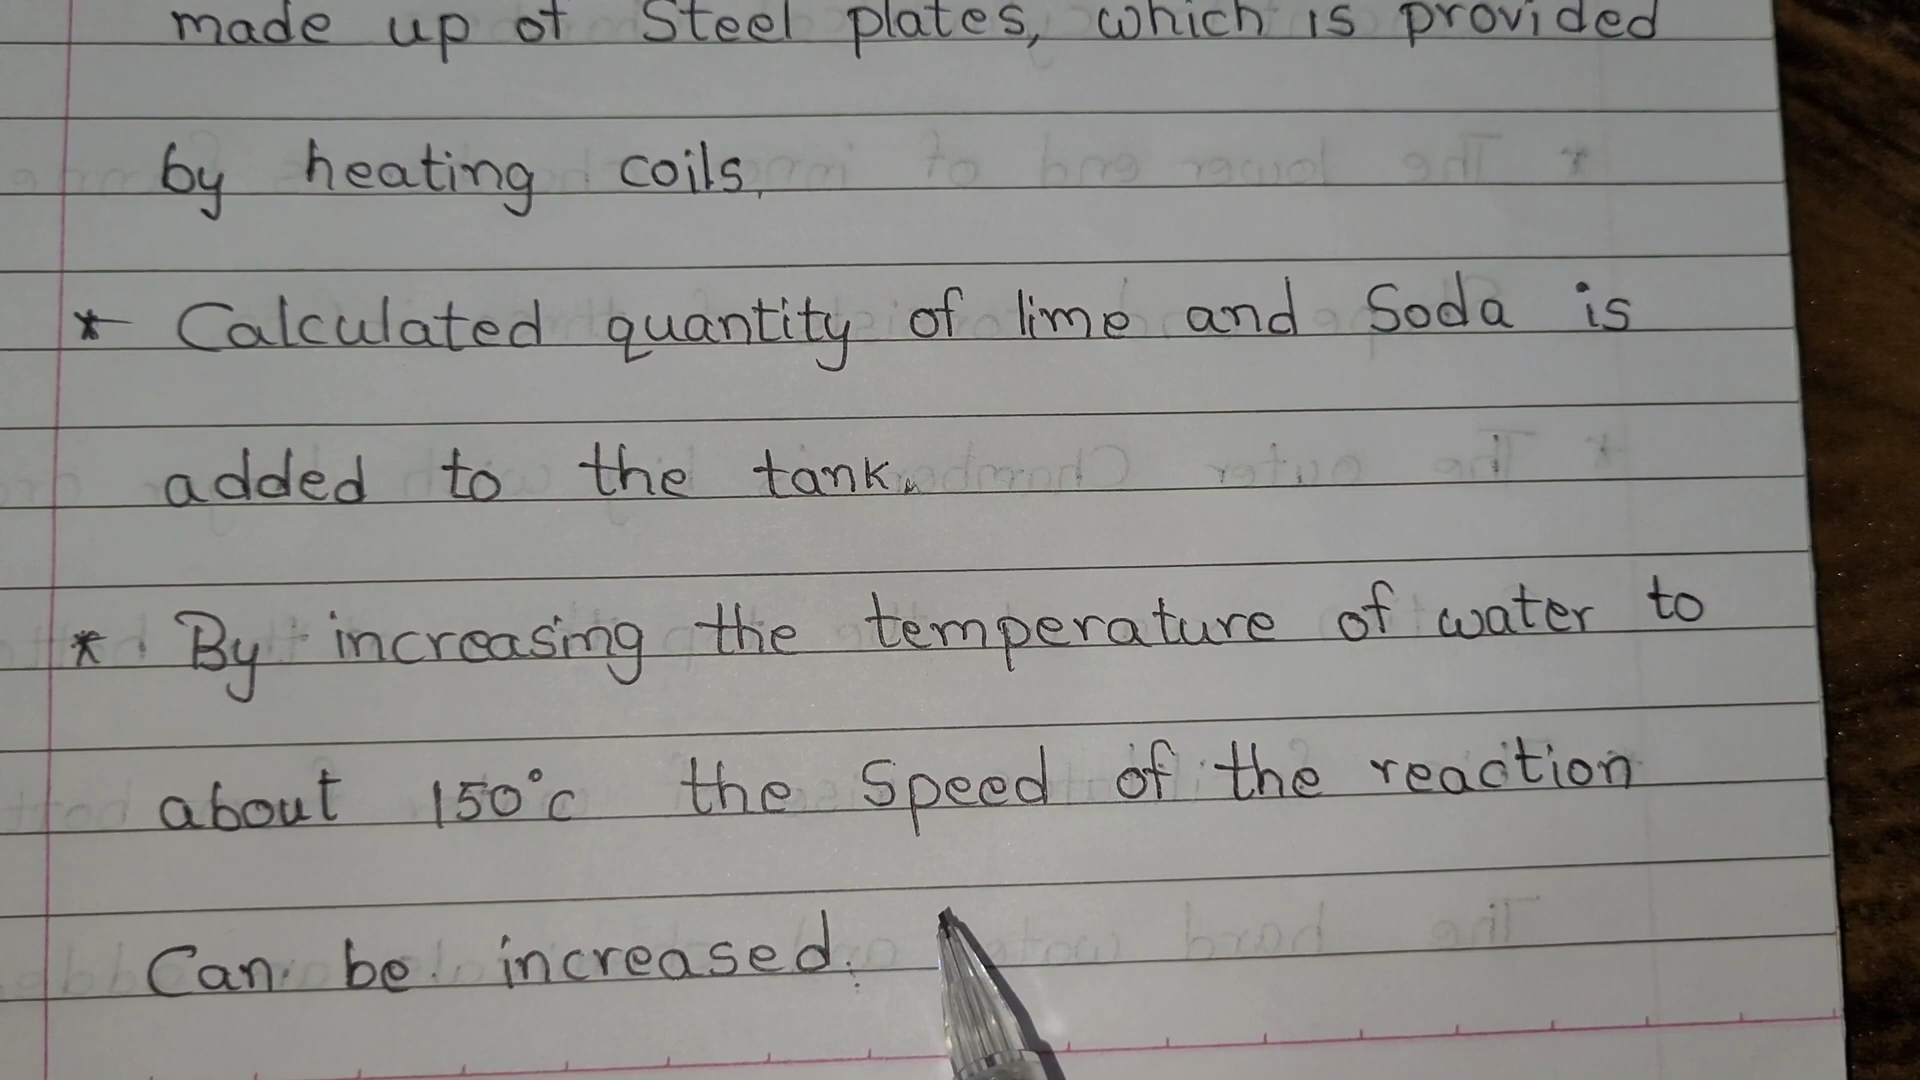 made up of Steel plates, which is provided
by heating coils.
* Calculated quantity of lime and Soda is
added to the tank.
* By increasing the temperature of water to
about 150°c the Speed of the reaction
Can be increased.